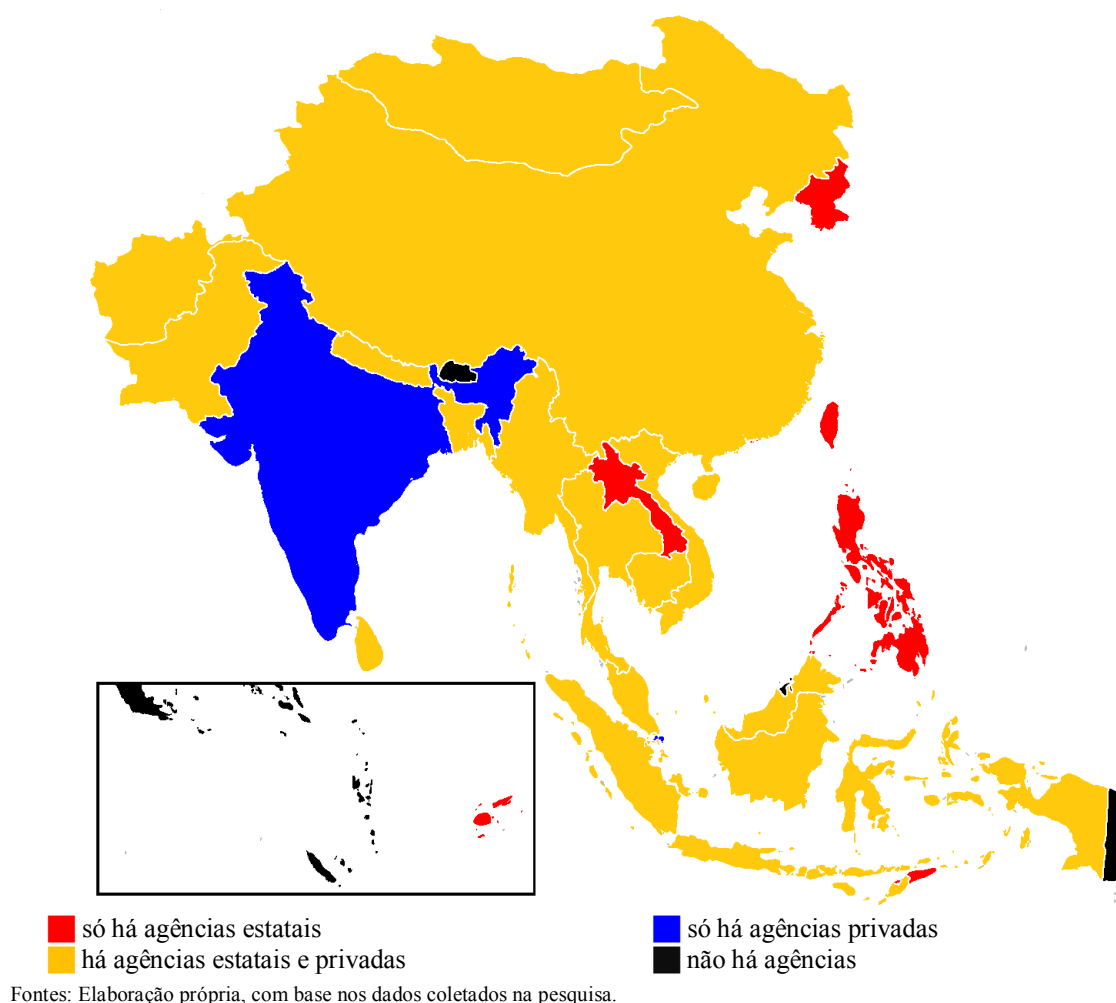 só há agências estatais
só há agências privadas
há agências estatais e privadas
não há agências
Fontes: Elaboração própria, com base nos dados coletados na pesquisa.